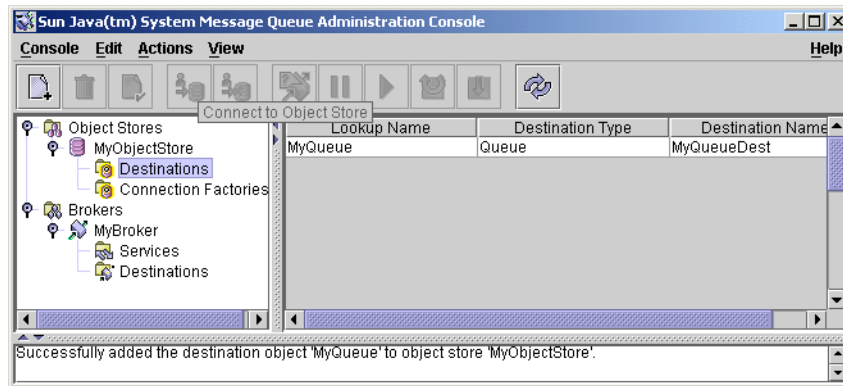 Sun Java(tm) System Message Queue Administration Console
Console Edit Actions View Help
Connect to Object Store
Object Stores
MyObjectStore
Destinations
Connection Factories
Brokers
MyBroker
Services
Destinations
Lookup Name Destination Type Destination Name
MyQueue Queue MyQueueDest
Successfully added the destination object 'MyQueue' to object store 'MyObjectStore'.